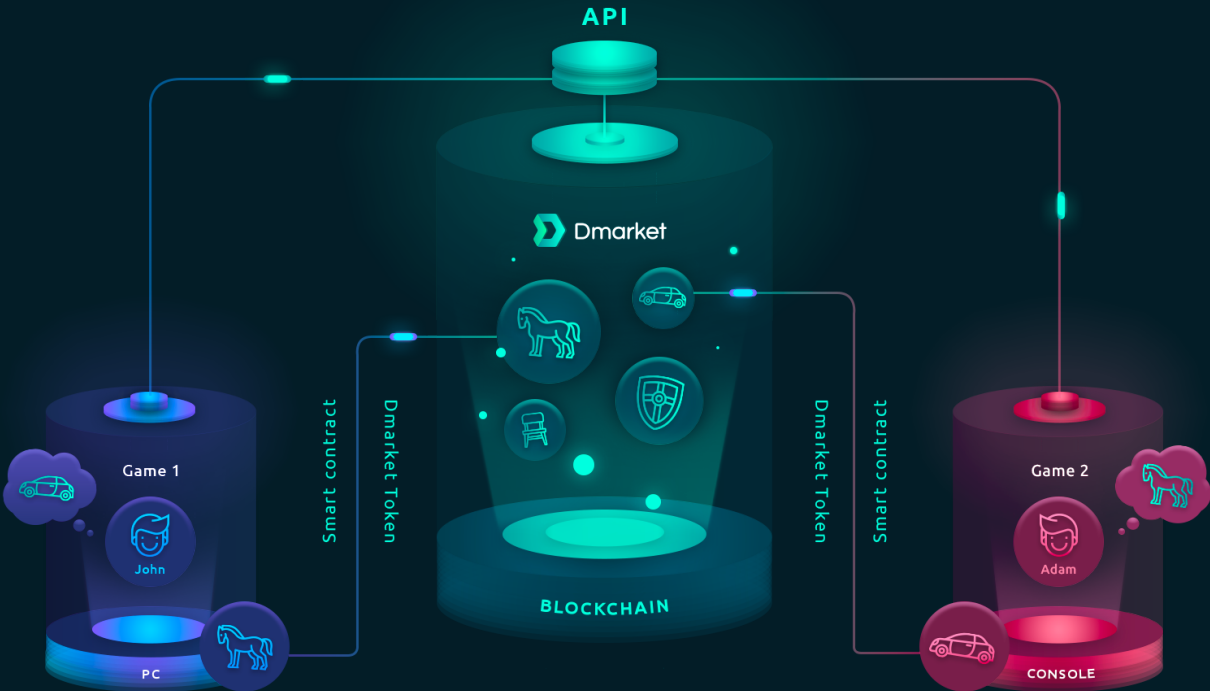 API
Dmarket
Smart contract
Dmarket Token
Dmarket Token
Smart contract
Game 1
John
PC
BLOCKCHAIN
Game 2
Adam
CONSOLE